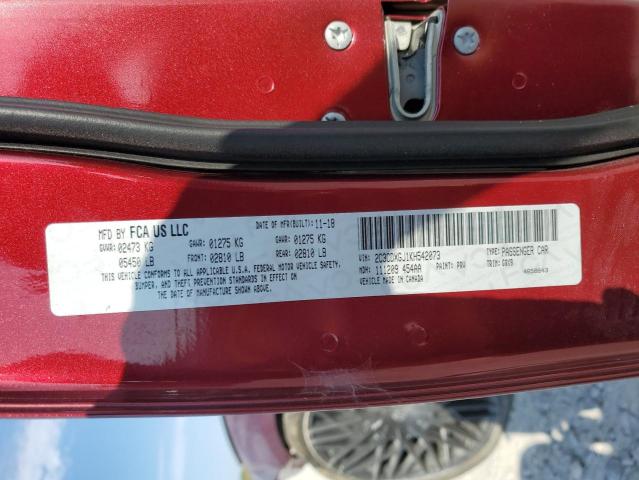 MFD BY FCA US LLC
DATE OF MFR(BUILT): 11-18
GVWR: 02473 KG GAWR: 01275 KG GAWR: 01275 KG
05450 LB FRONT: 02810 LB REAR: 02810 LB
THIS VEHICLE CONFORMS TO ALL APPLICABLE U.S.A. FEDERAL MOTOR VEHICLE SAFETY,
BUMPER, AND THEFT PREVENTION STANDARDS IN EFFECT ON
THE DATE OF MANUFACTURE SHOWN ABOVE.
VIN: 2C3CDXGJ1KH542073 TYPE: PASSENGER CAR
MDH: 111209 454AA PAINT: PRV TRIM: GRX9
VEHICLE MADE IN CANADA